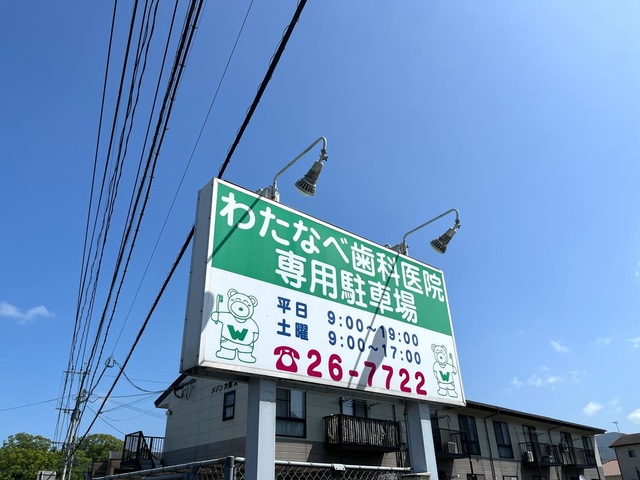 わたなべ歯科医院
専用駐車場
平日 9:00〜19:00
土曜 9:00〜17:00
☎26-7722
W
W